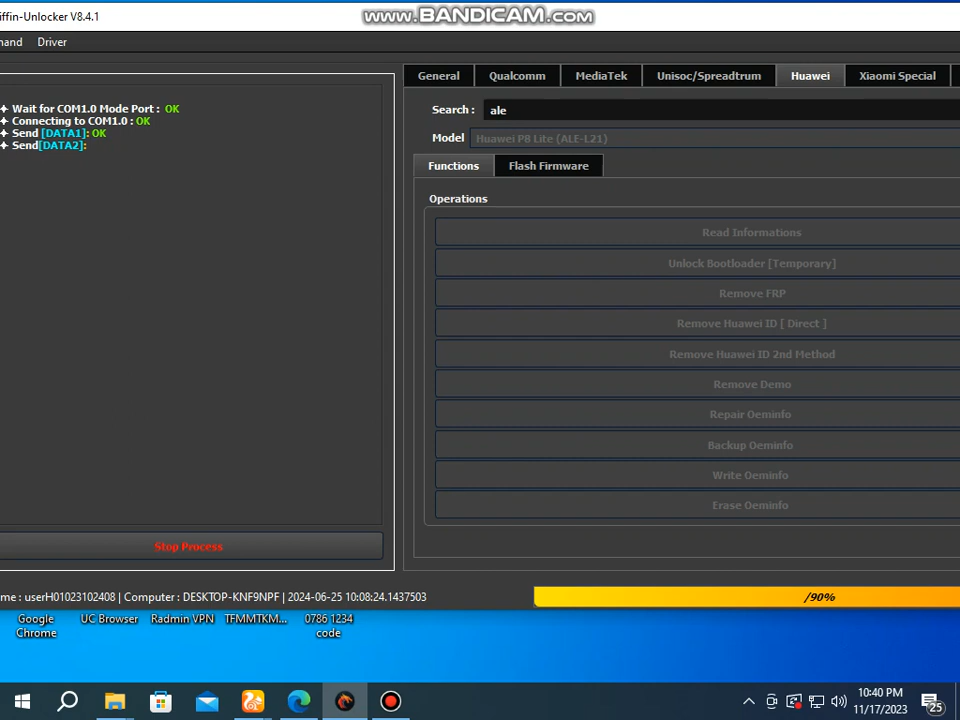 iffin-Unlocker V8.4.1
www.BANDICAM.com
nand Driver
Wait for COM1.0 Mode Port : OK
Connecting to COM1.0 : OK
Send [DATA1]: OK
Send[DATA2]:
General Qualcomm MediaTek Unisoc/Spreadtrum Huawei Xiaomi Special
Search : ale
Model Huawei P8 Lite (ALE-L21)
Functions Flash Firmware
Operations
Read Informations
Unlock Bootloader [Temporary]
Remove FRP
Remove Huawei ID [ Direct ]
Remove Huawei ID 2nd Method
Remove Demo
Repair Oeminfo
Backup Oeminfo
Write Oeminfo
Erase Oeminfo
Stop Process
me : userH01023102408 | Computer : DESKTOP-KNF9NPF | 2024-06-25 10:08:24.1437503
/90%
Google Chrome
UC Browser
Radmin VPN
TFMMTKM...
0786 1234 code
10:40 PM
11/17/2023
25